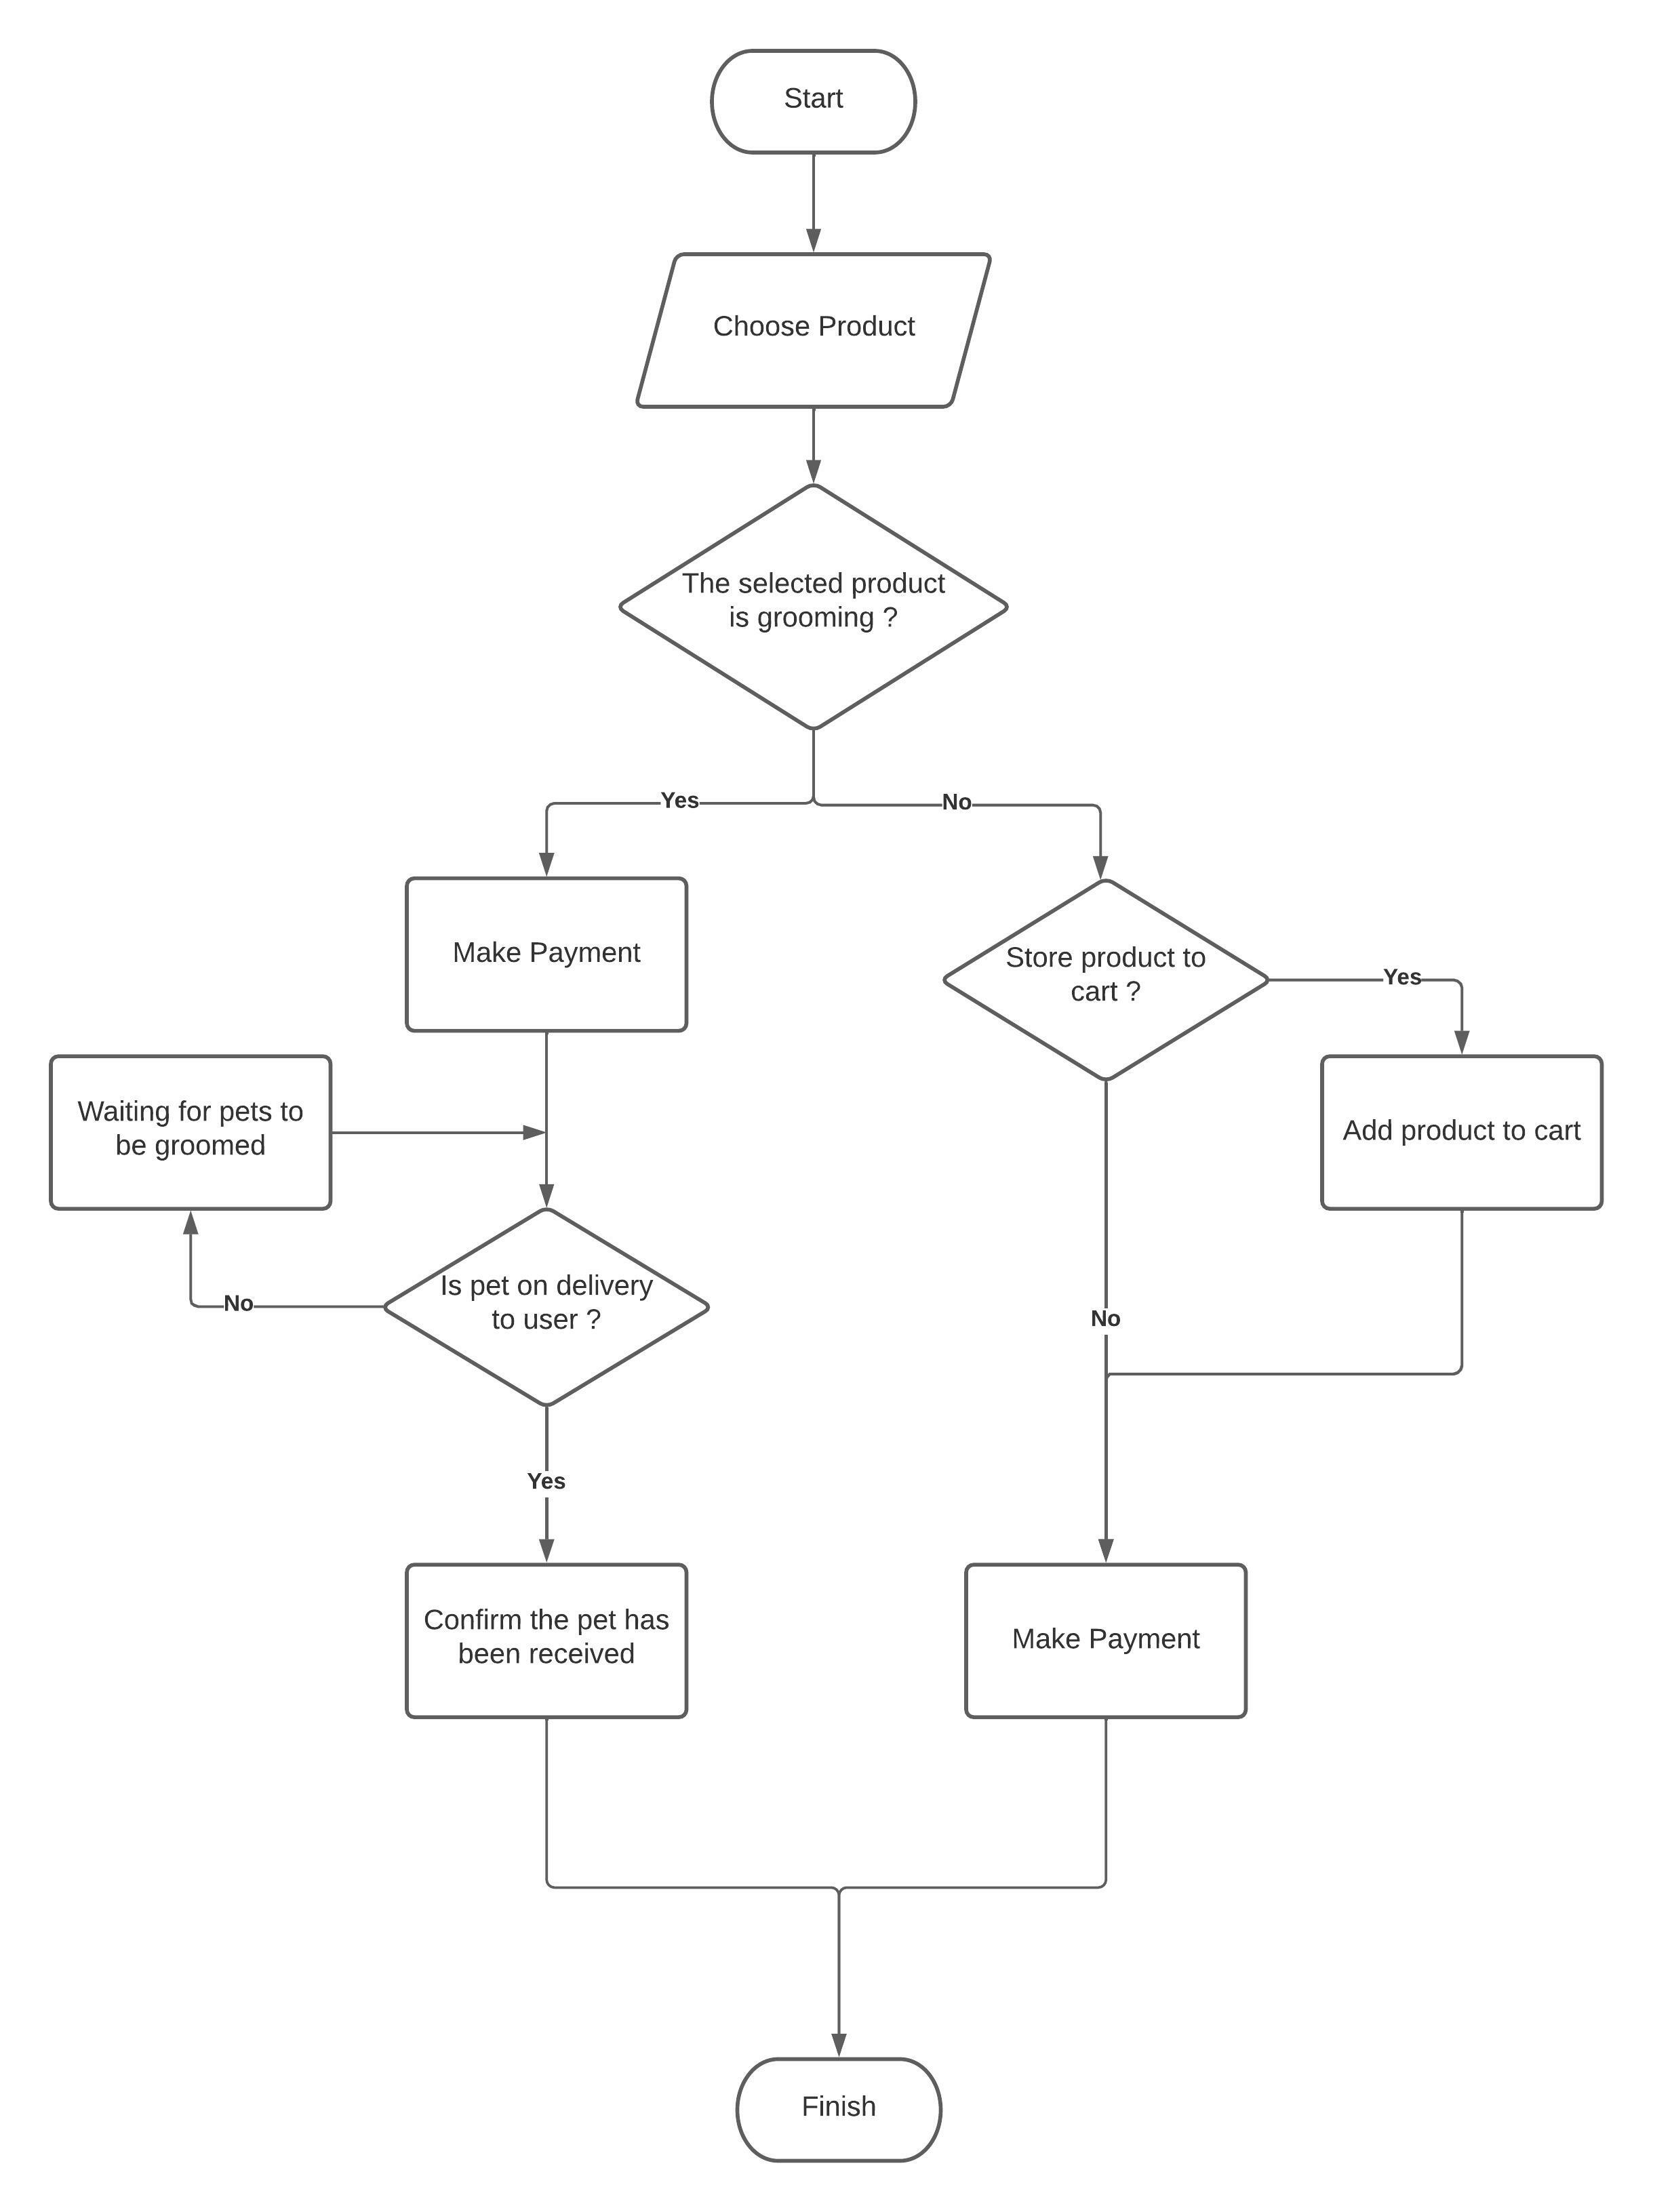 Start
Choose Product
The selected product
is grooming ?
Yes
No
Make Payment
Store product to
cart ?
Yes
Waiting for pets to
be groomed
Add product to cart
Is pet on delivery
to user ?
No
No
Yes
Confirm the pet has
been received
Make Payment
Finish